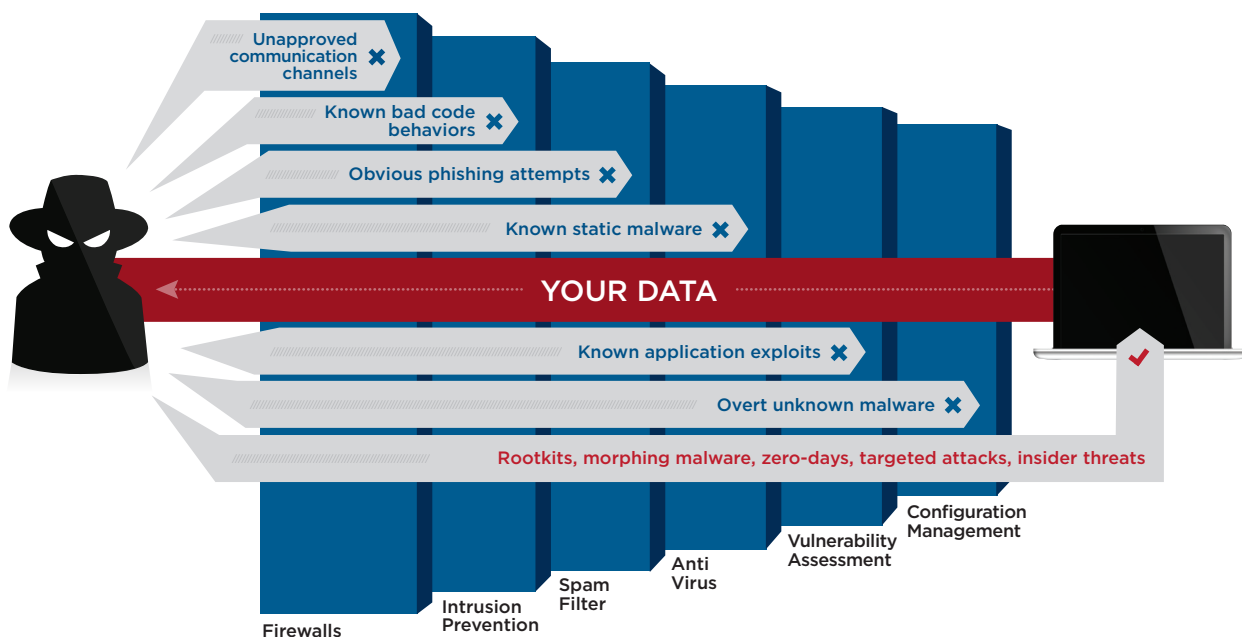 Unapproved
communication
channels
Known bad code
behaviors
Obvious phishing attempts
Known static malware
YOUR DATA
Known application exploits
Overt unknown malware
Rootkits, morphing malware, zero-days, targeted attacks, insider threats
Configuration
Management
Vulnerability
Assessment
Anti
Virus
Spam
Filter
Intrusion
Prevention
Firewalls